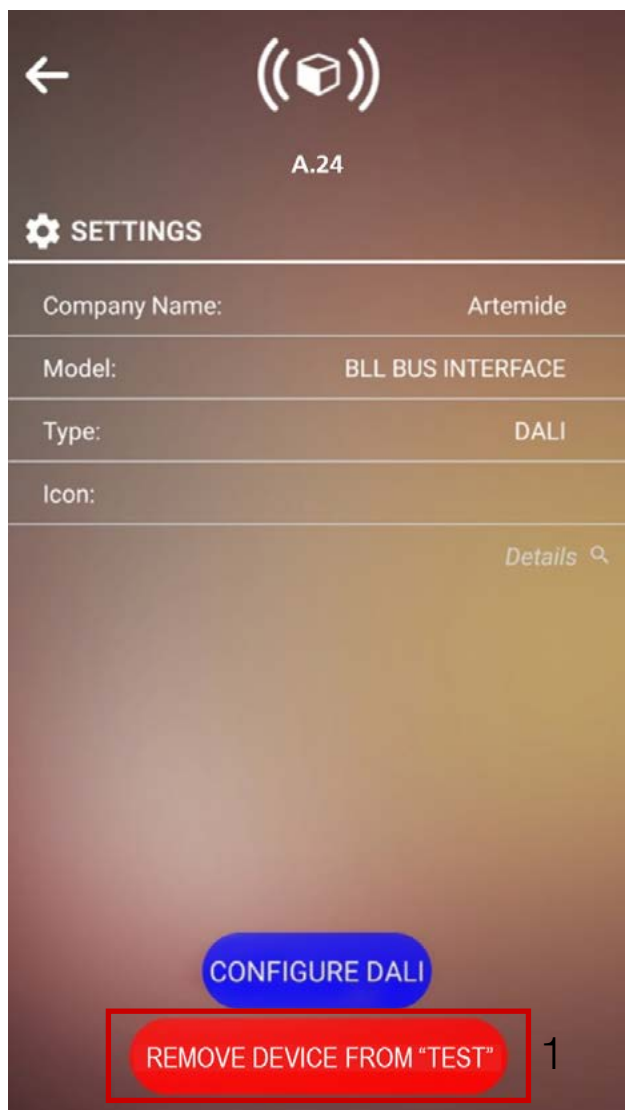 A.24
SETTINGS
Company Name: Artemide
Model: BLL BUS INTERFACE
Type: DALI
Icon:
Details
CONFIGURE DALI
REMOVE DEVICE FROM “TEST” 1